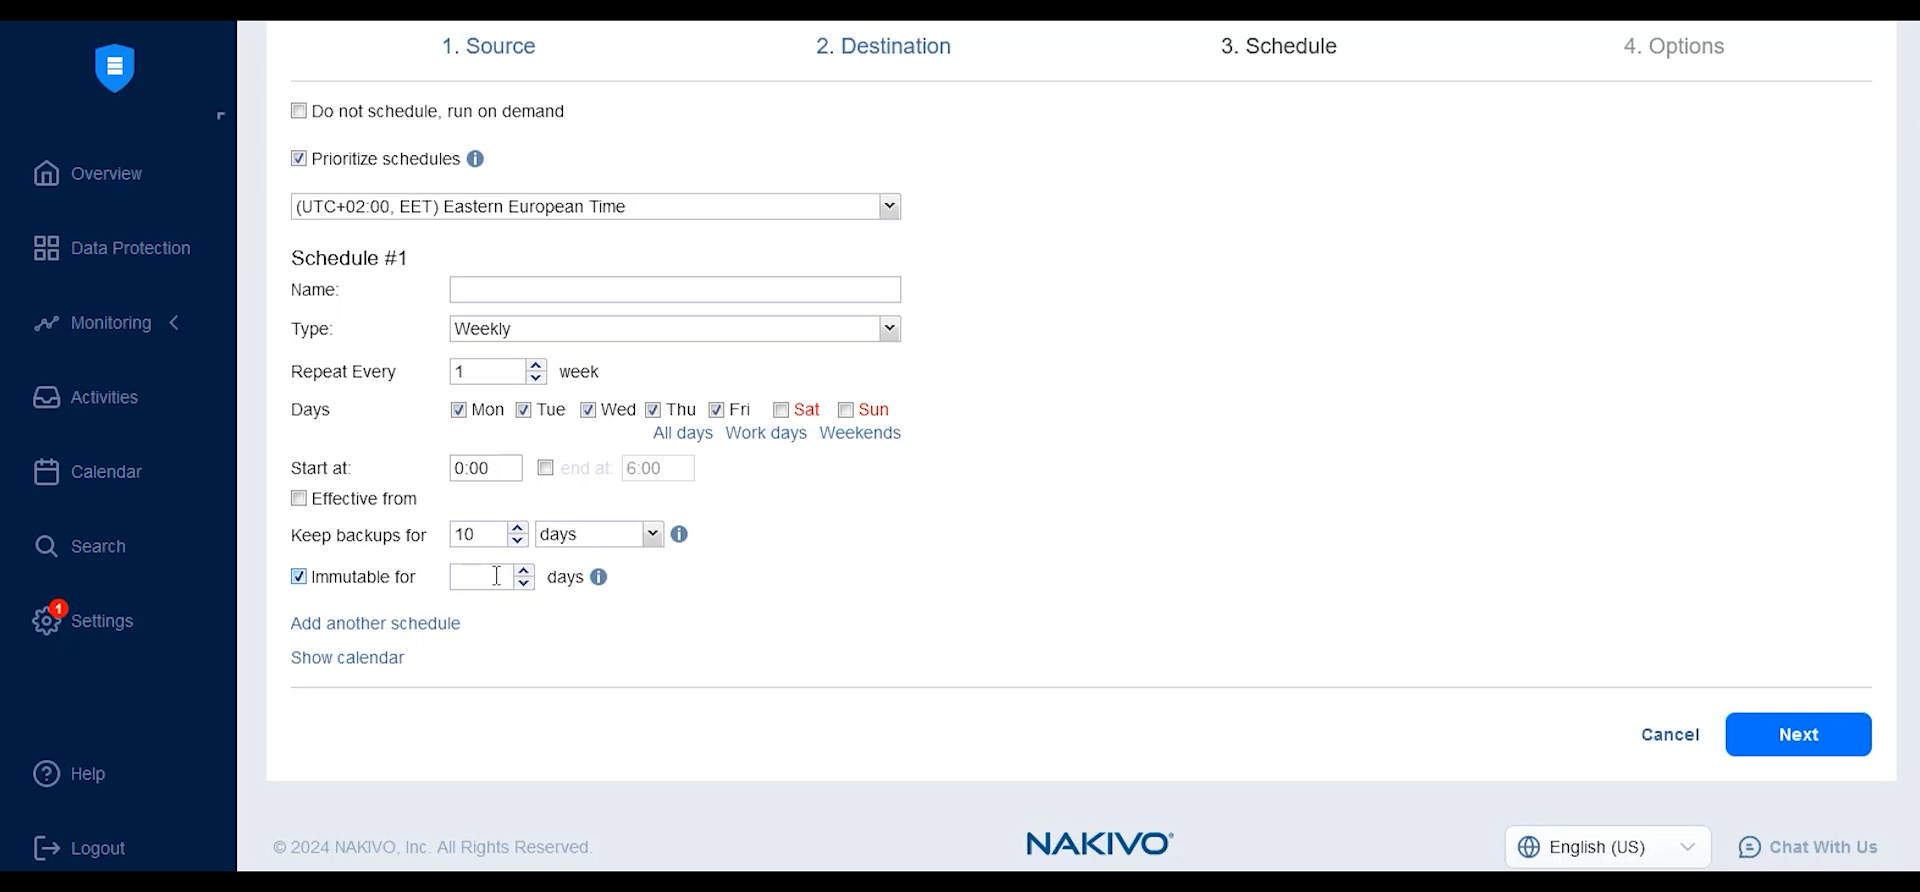 1. Source 2. Destination 3. Schedule 4. Options
Do not schedule, run on demand
Overview
Prioritize schedules
(UTC+02:00, EET) Eastern European Time
Data Protection
Schedule #1
Name:
Monitoring
Type: Weekly
Repeat Every 1 week
Activities
Days Mon Tue Wed Thu Fri Sat Sun
All days Work days Weekends
Calendar
Start at: 0:00 end at: 6:00
Effective from
Search
Keep backups for 10 days
Immutable for days
1
Settings
Add another schedule
Show calendar
Cancel Next
Help
Logout
© 2024 NAKIVO, Inc. All Rights Reserved. NAKIVO® English (US) Chat With Us